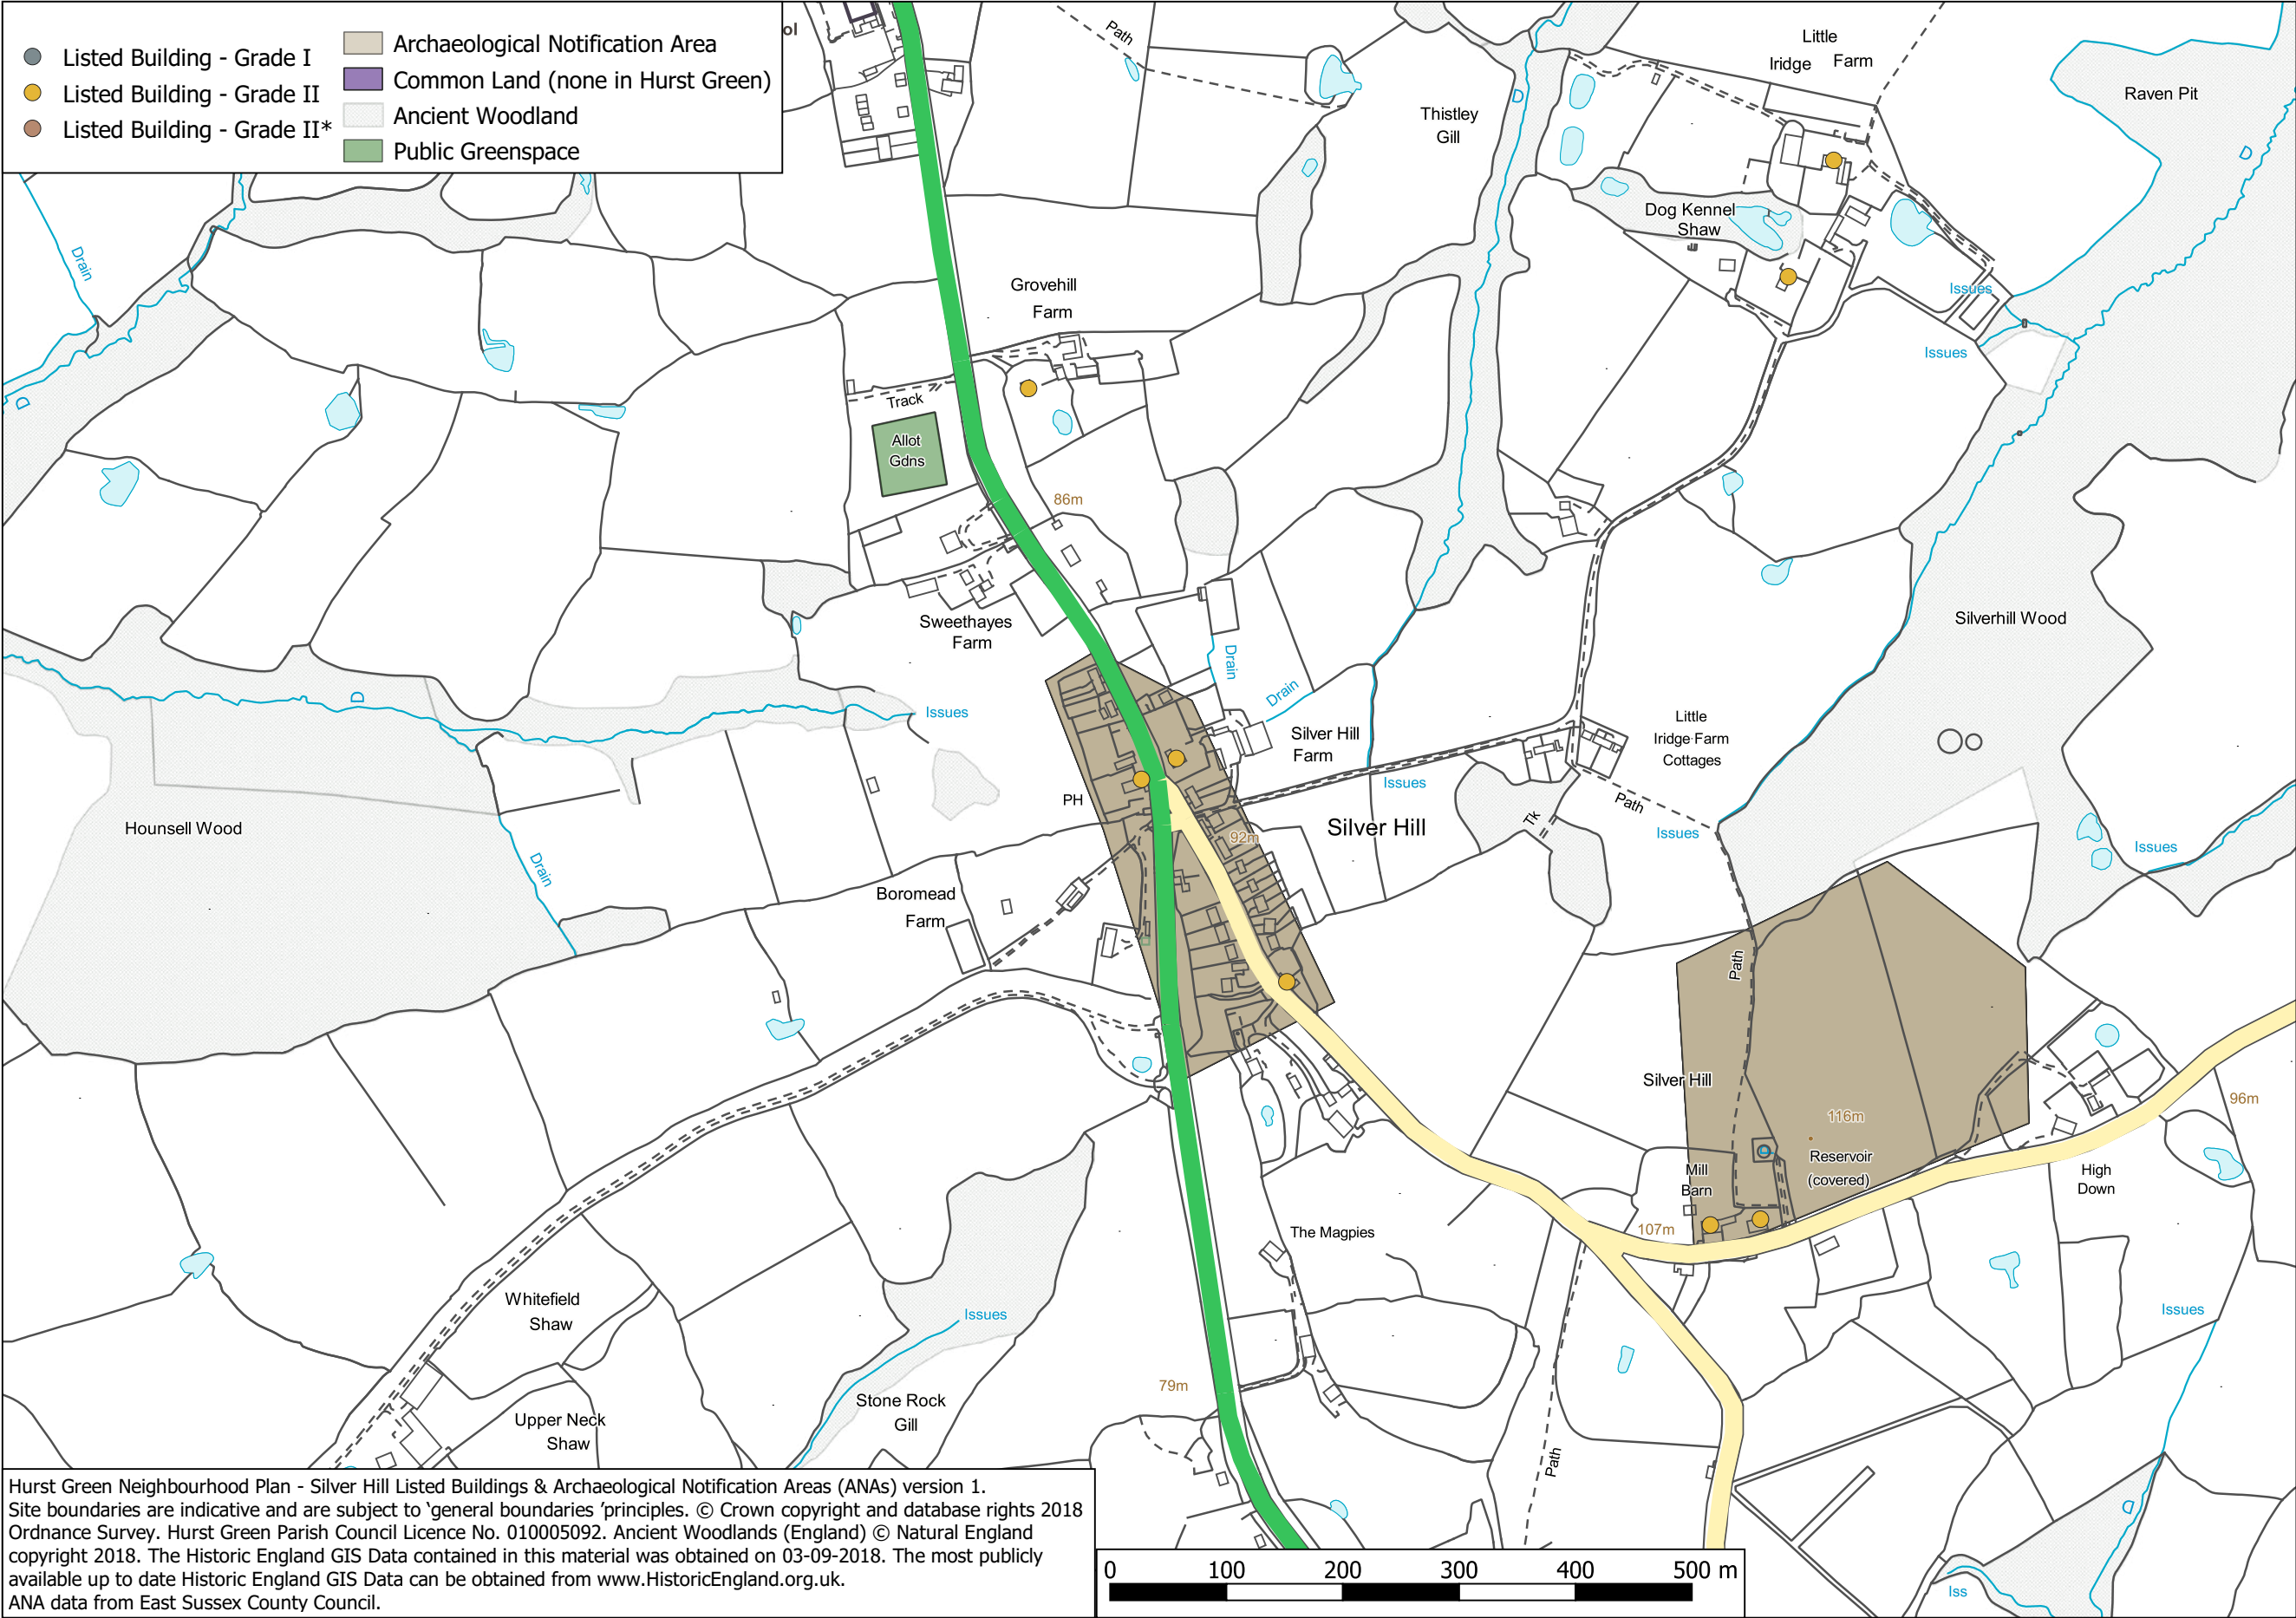 Listed Building - Grade I
Listed Building - Grade II
Listed Building - Grade II*
Archaeological Notification Area
Common Land (none in Hurst Green)
Ancient Woodland
Public Greenspace
ol
Path
Thistley
Gill
D
Little
Iridge Farm
Raven Pit
D
Dog Kennel
Shaw
Drain
Grovehill
Farm
Issues
Issues
D
Track
Allot
Gdns
86m
Sweethayes
Farm
Silverhill Wood
Drain
Drain
D
Issues
Silver Hill
Farm
Little
Iridge Farm
Cottages
Issues
PH
Path
Tk
Hounsell Wood
92m
Silver Hill
Issues
Issues
Drain
Boromead
Farm
Path
Silver Hill
116m
96m
Reservoir
(covered)
Mill
Barn
High
Down
The Magpies
107m
Whitefield
Shaw
Issues
Issues
79m
Stone Rock
Gill
Upper Neck
Shaw
Path
D
Iss
Hurst Green Neighbourhood Plan - Silver Hill Listed Buildings & Archaeological Notification Areas (ANAs) version 1.
Site boundaries are indicative and are subject to ‘general boundaries ’principles. © Crown copyright and database rights 2018
Ordnance Survey. Hurst Green Parish Council Licence No. 010005092. Ancient Woodlands (England) © Natural England
copyright 2018. The Historic England GIS Data contained in this material was obtained on 03-09-2018. The most publicly
available up to date Historic England GIS Data can be obtained from www.HistoricEngland.org.uk.
ANA data from East Sussex County Council.
0 100 200 300 400 500 m